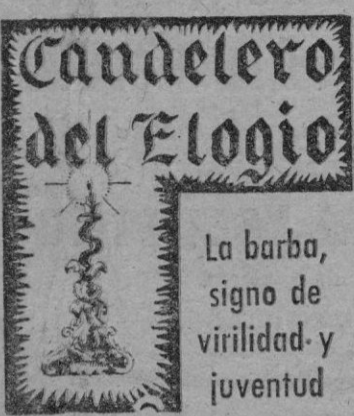 Candelero
del Elogio
La barba,
signo de
virilidad y
juventud